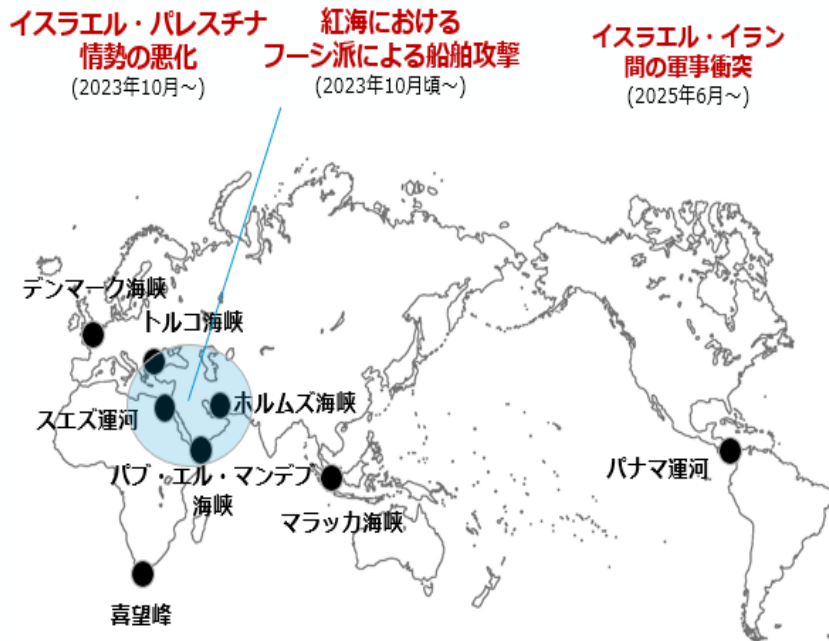 イスラエル・パレスチナ
情勢の悪化
(2023年10月～)
紅海における
フーシ派による船舶攻撃
(2023年10月頃～)
イスラエル・イラン
間の軍事衝突
(2025年6月～)
デンマーク海峡
トルコ海峡
スエズ運河
ホルムズ海峡
パブ・エル・マンデブ
海峡
マラッカ海峡
パナマ運河
喜望峰